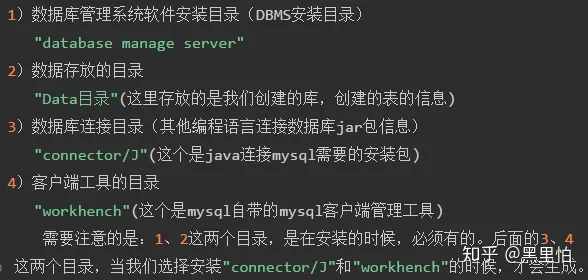 1）数据库管理系统软件安装目录（DBMS安装目录）
"database manage server"
2）数据存放的目录
"Data目录"(这里存放的是我们创建的库，创建的表的信息)
3）数据库连接目录（其他编程语言连接数据库jar包信息）
"connector/J"(这个是java连接mysql需要的安装包)
4）客户端工具的目录
"workhench"(这个是mysql自带的mysql客户端管理工具)
需要注意的是：1、2这两个目录，是在安装的时候，必须有的。后面的3、4
这两个目录，当我们选择安装"connector/J"和"workhench"的时候，才会生成。
知乎 @黑里怕